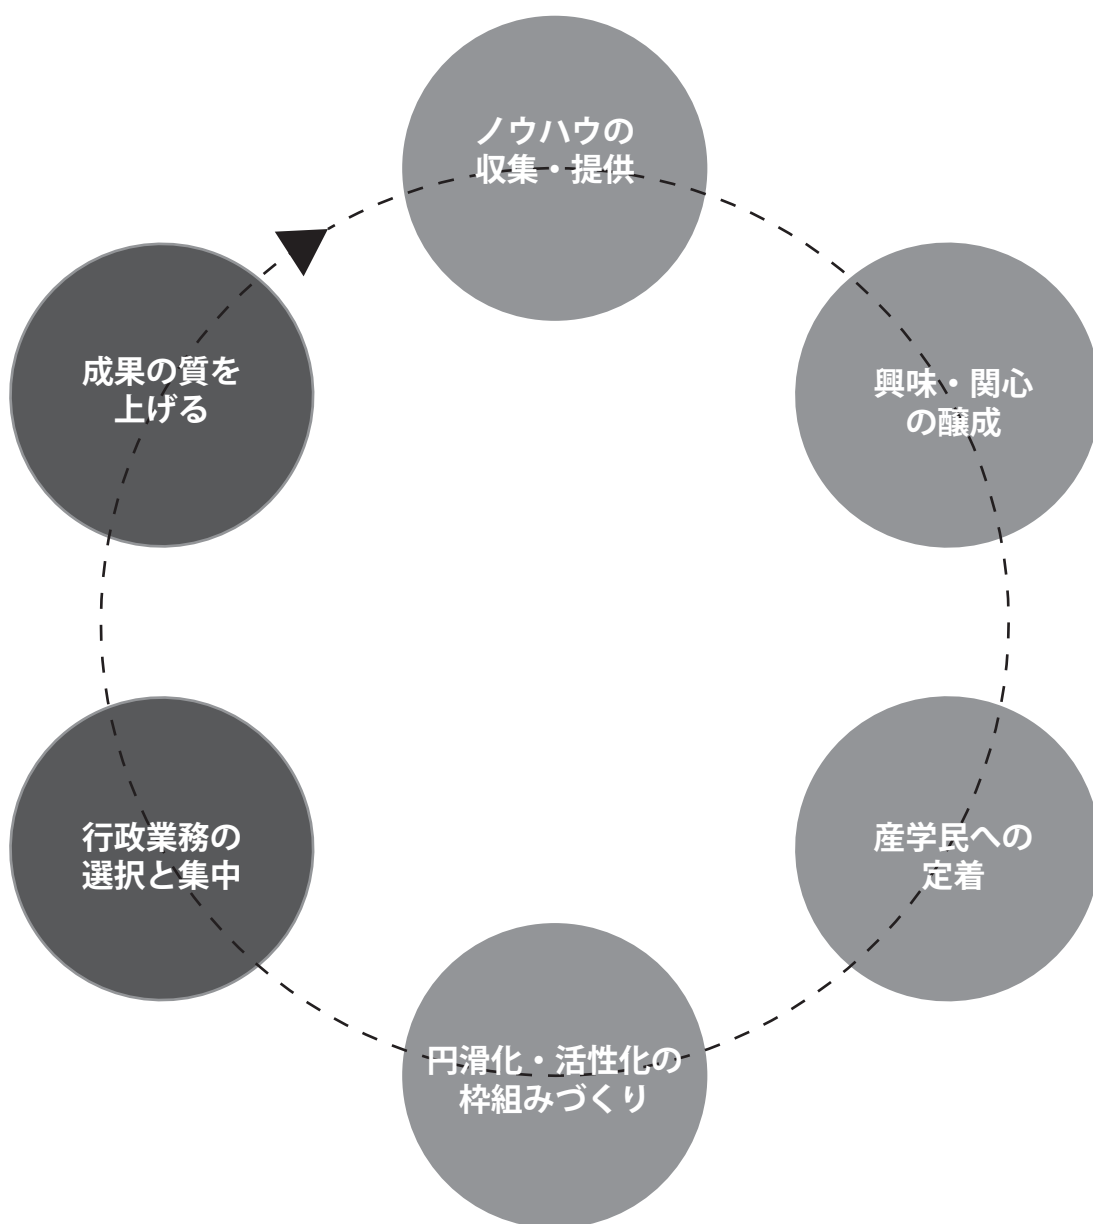 ノウハウの
収集・提供
興味・関心
の醸成
産学民への
定着
円滑化・活性化の
枠組みづくり
行政業務の
選択と集中
成果の質を
上げる